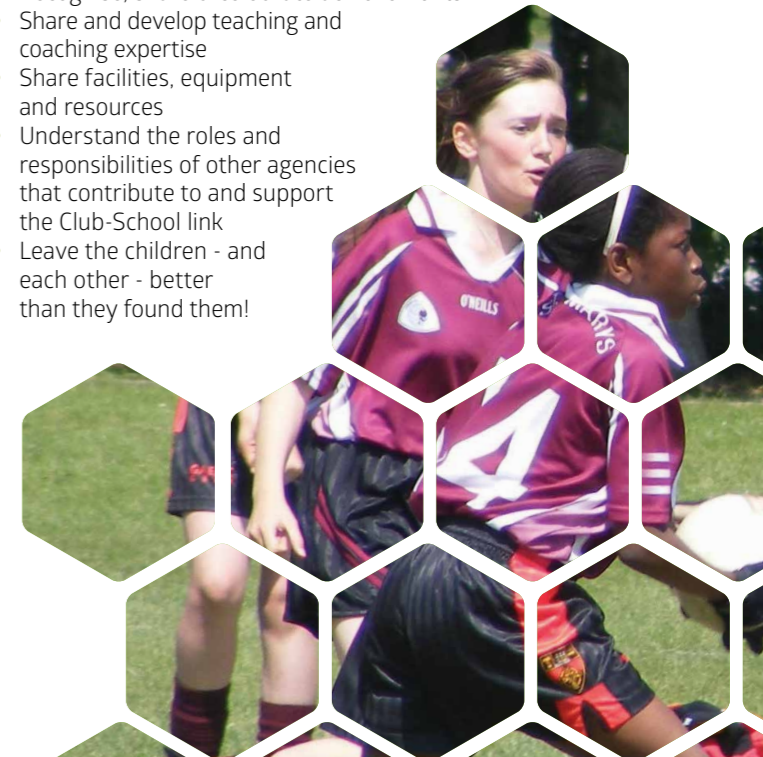 Share and develop teaching and
coaching expertise
Share facilities, equipment
and resources
Understand the roles and
responsibilities of other agencies
that contribute to and support
the Club-School link
Leave the children - and
each other - better
than they found them!
O'NEILLS
MARYS
4